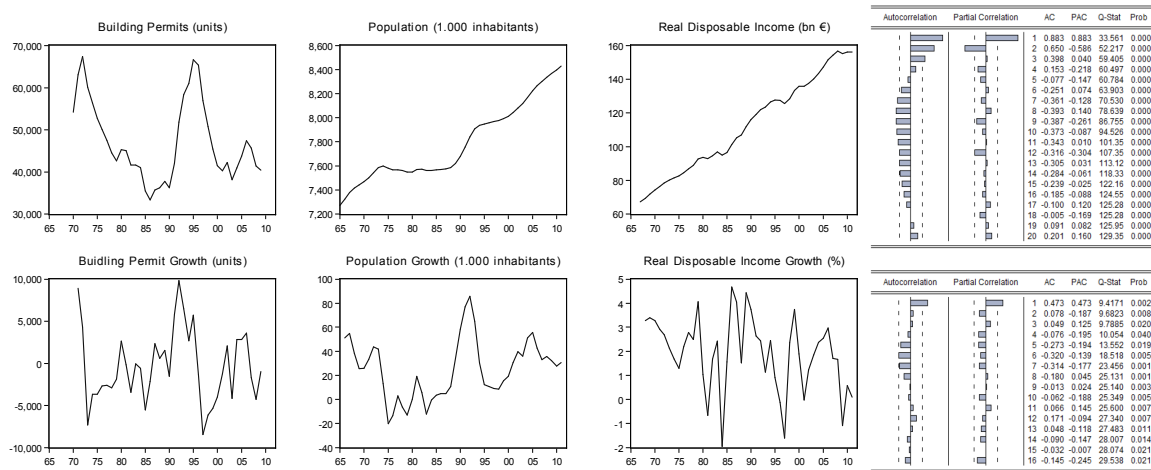 Building Permits (units)
70,000
60,000
50,000
40,000
30,000
65 70 75 80 85 90 95 00 05 10
Population (1.000 inhabitants)
8,600
8,400
8,200
8,000
7,800
7,600
7,400
7,200
65 70 75 80 85 90 95 00 05 10
Real Disposable Income (bn €)
160
140
120
100
80
60
65 70 75 80 85 90 95 00 05 10
Autocorrelation Partial Correlation AC PAC Q-Stat Prob
1 0.883 0.883 33.561 0.000
2 0.650 -0.586 52.217 0.000
3 0.398 0.040 59.405 0.000
4 0.153 -0.218 60.497 0.000
5 -0.077 -0.147 60.784 0.000
6 -0.251 0.074 63.903 0.000
7 -0.361 -0.128 70.530 0.000
8 -0.393 0.140 78.639 0.000
9 -0.387 -0.261 86.755 0.000
10 -0.373 -0.087 94.526 0.000
11 -0.343 0.010 101.35 0.000
12 -0.316 -0.304 107.35 0.000
13 -0.305 0.031 113.12 0.000
14 -0.284 -0.061 118.33 0.000
15 -0.239 -0.025 122.16 0.000
16 -0.185 -0.088 124.55 0.000
17 -0.100 0.120 125.28 0.000
18 -0.005 -0.169 125.28 0.000
19 0.091 0.082 125.95 0.000
20 0.201 0.160 129.35 0.000
Buidling Permit Growth (units)
10,000
5,000
0
-5,000
-10,000
65 70 75 80 85 90 95 00 05 10
Population Growth (1.000 inhabitants)
100
80
60
40
20
0
-20
-40
65 70 75 80 85 90 95 00 05 10
Real Disposable Income Growth (%)
5
4
3
2
1
0
-1
-2
65 70 75 80 85 90 95 00 05 10
Autocorrelation Partial Correlation AC PAC Q-Stat Prob
1 0.473 0.473 9.4171 0.002
2 0.078 -0.187 9.6823 0.008
3 0.049 0.125 9.7885 0.020
4 -0.076 -0.195 10.054 0.040
5 -0.273 -0.194 13.552 0.019
6 -0.320 -0.139 18.518 0.005
7 -0.314 -0.177 23.456 0.001
8 -0.180 0.045 25.131 0.001
9 -0.013 0.024 25.140 0.003
10 -0.062 -0.188 25.349 0.005
11 0.066 0.145 25.600 0.007
12 0.171 -0.094 27.340 0.007
13 0.048 -0.118 27.483 0.011
14 -0.090 -0.147 28.007 0.014
15 -0.032 -0.007 28.074 0.021
16 -0.145 -0.245 29.538 0.021